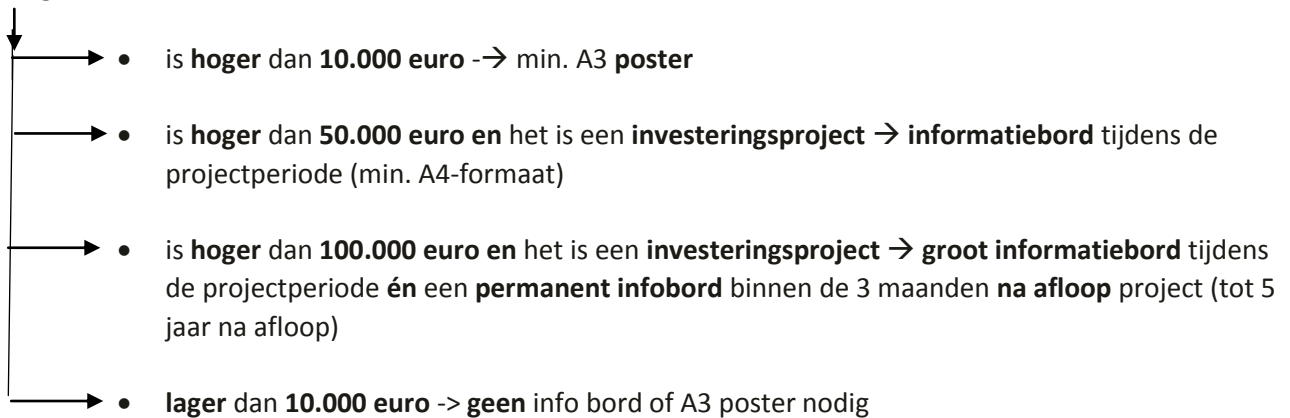 • is hoger dan 10.000 euro -→ min. A3 poster
• is hoger dan 50.000 euro en het is een investeringsproject → informatiebord tijdens de
projectperiode (min. A4-formaat)
• is hoger dan 100.000 euro en het is een investeringsproject → groot informatiebord tijdens
de projectperiode én een permanent infobord binnen de 3 maanden na afloop project (tot 5
jaar na afloop)
• lager dan 10.000 euro -> geen info bord of A3 poster nodig